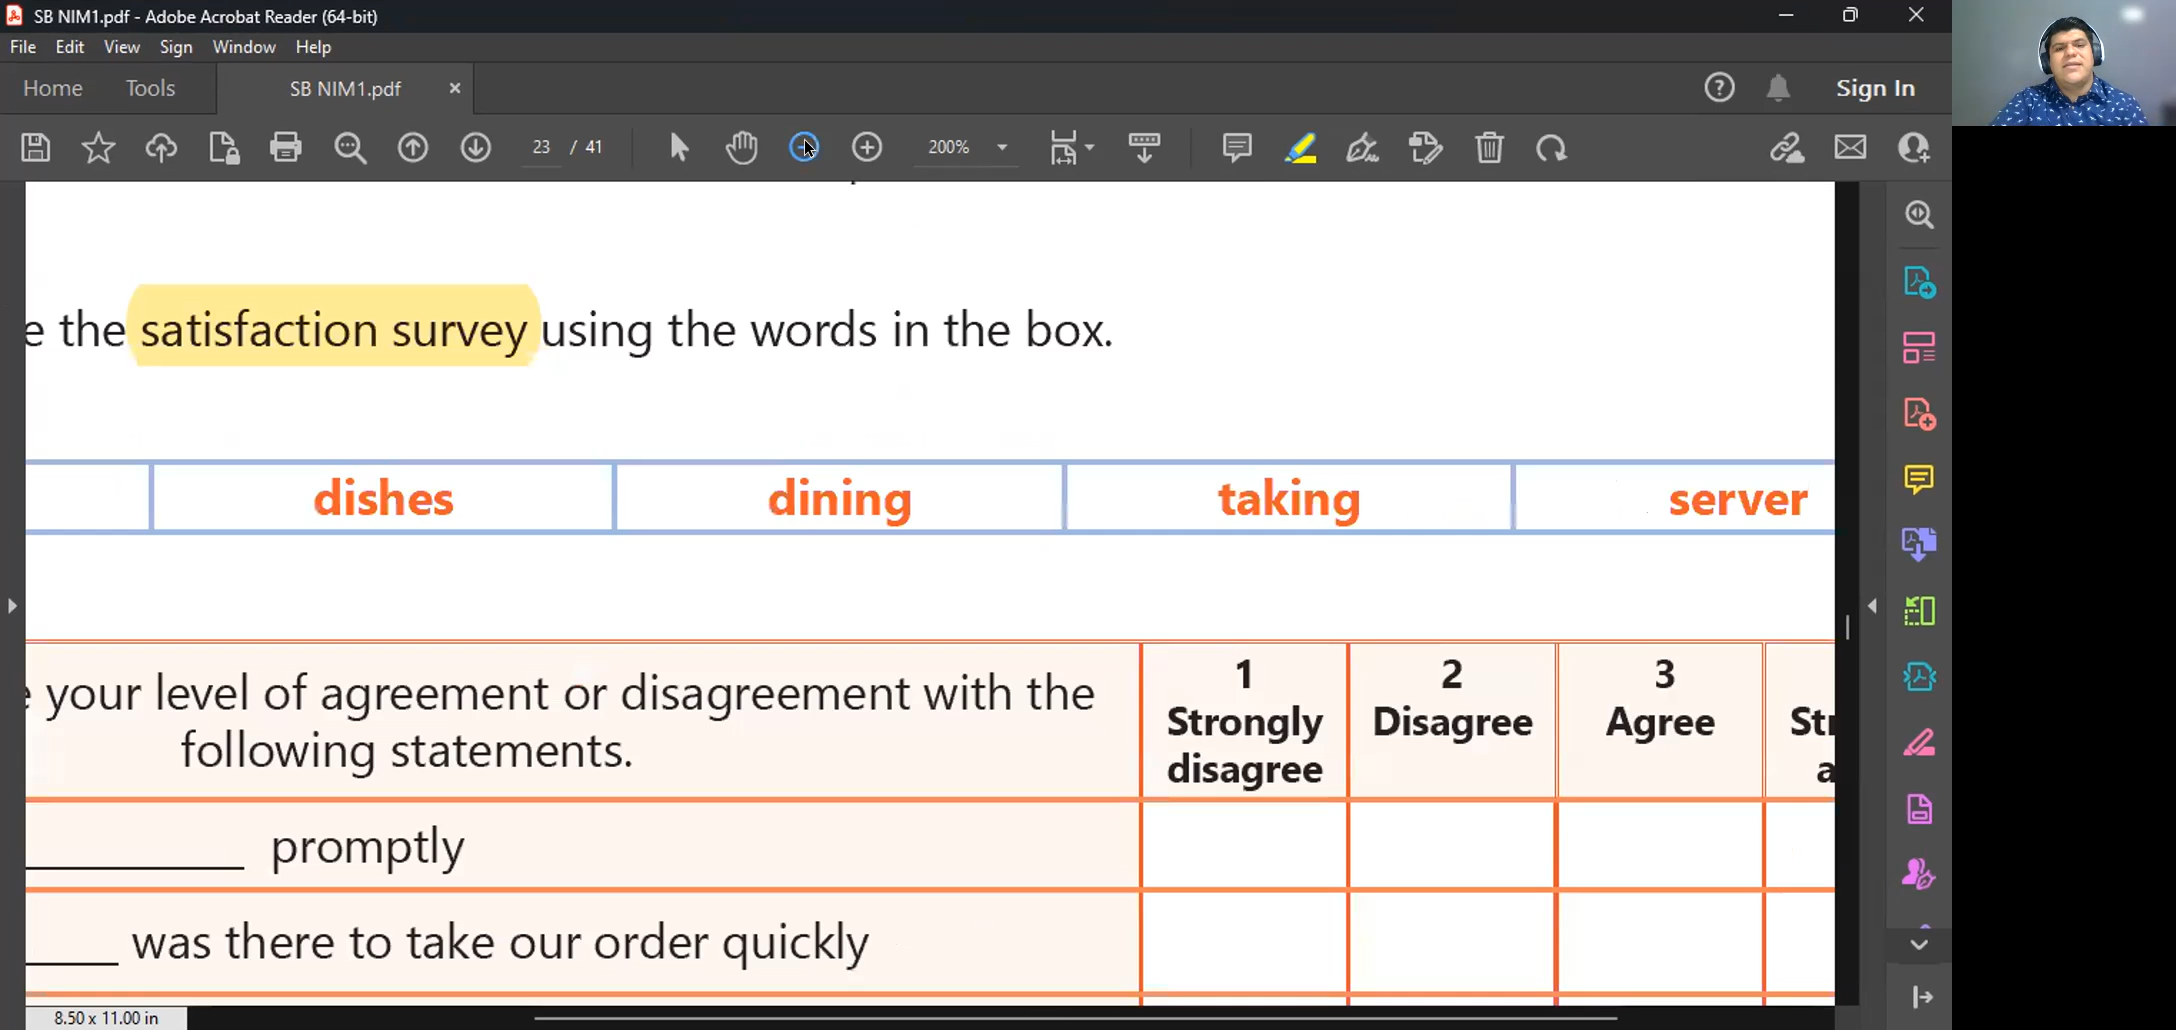 SB NIM1.pdf - Adobe Acrobat Reader (64-bit)
File Edit View Sign Window Help
Home Tools SB NIM1.pdf × Sign In
23 / 41 200%
e the satisfaction survey using the words in the box.
dishes dining taking server
your level of agreement or disagreement with the
following statements.
1 Strongly disagree
2 Disagree
3 Agree
promptly
was there to take our order quickly
8.50 x 11.00 in